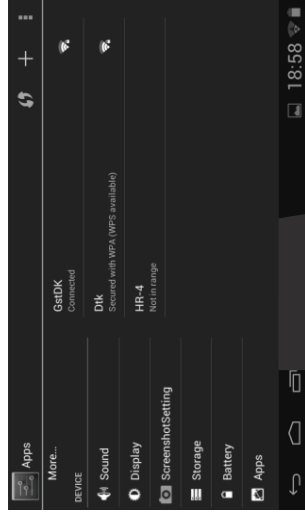 Apps
More...
DEVICE
Sound
Display
ScreenshotSetting
Storage
Battery
Apps
GstDK
Connected
Dtk
Secured with WPA (WPS available)
HR-4
Not in range
18:58